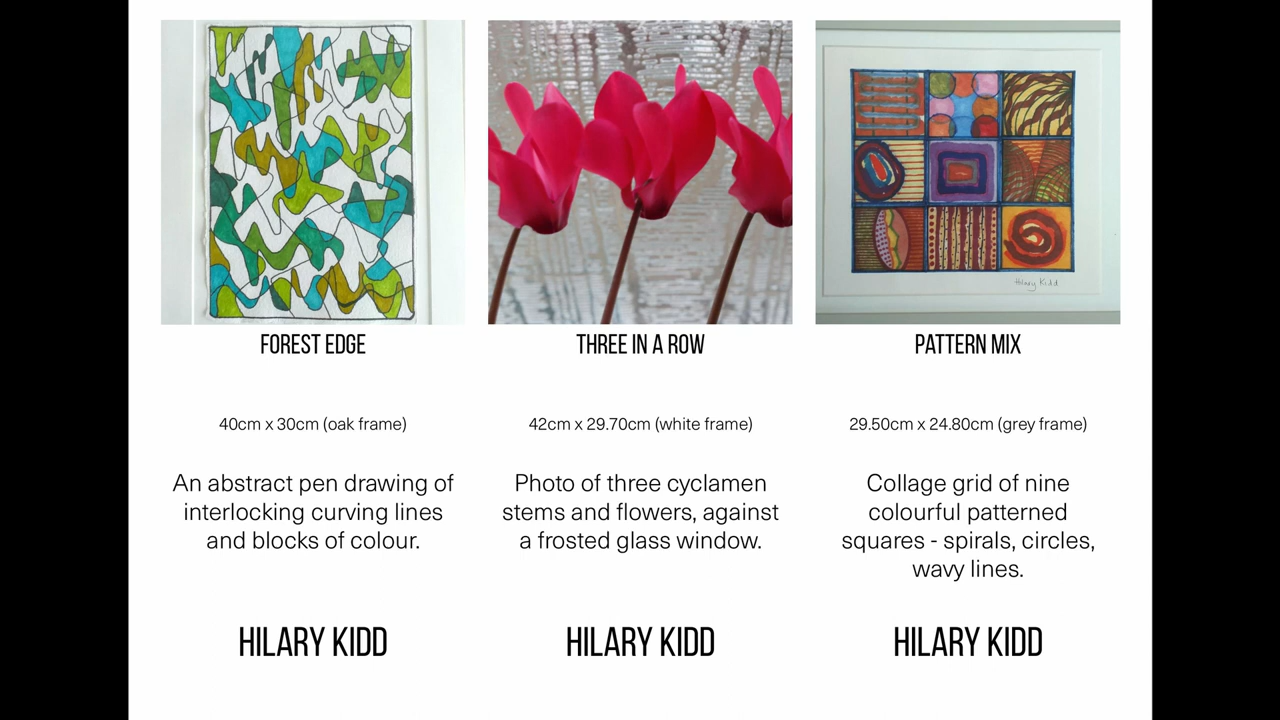 Hilary Kidd
FOREST EDGE
40cm x 30cm (oak frame)
An abstract pen drawing of
interlocking curving lines
and blocks of colour.
HILARY KIDD
THREE IN A ROW
42cm x 29.70cm (white frame)
Photo of three cyclamen
stems and flowers, against
a frosted glass window.
HILARY KIDD
PATTERN MIX
29.50cm x 24.80cm (grey frame)
Collage grid of nine
colourful patterned
squares - spirals, circles,
wavy lines.
HILARY KIDD